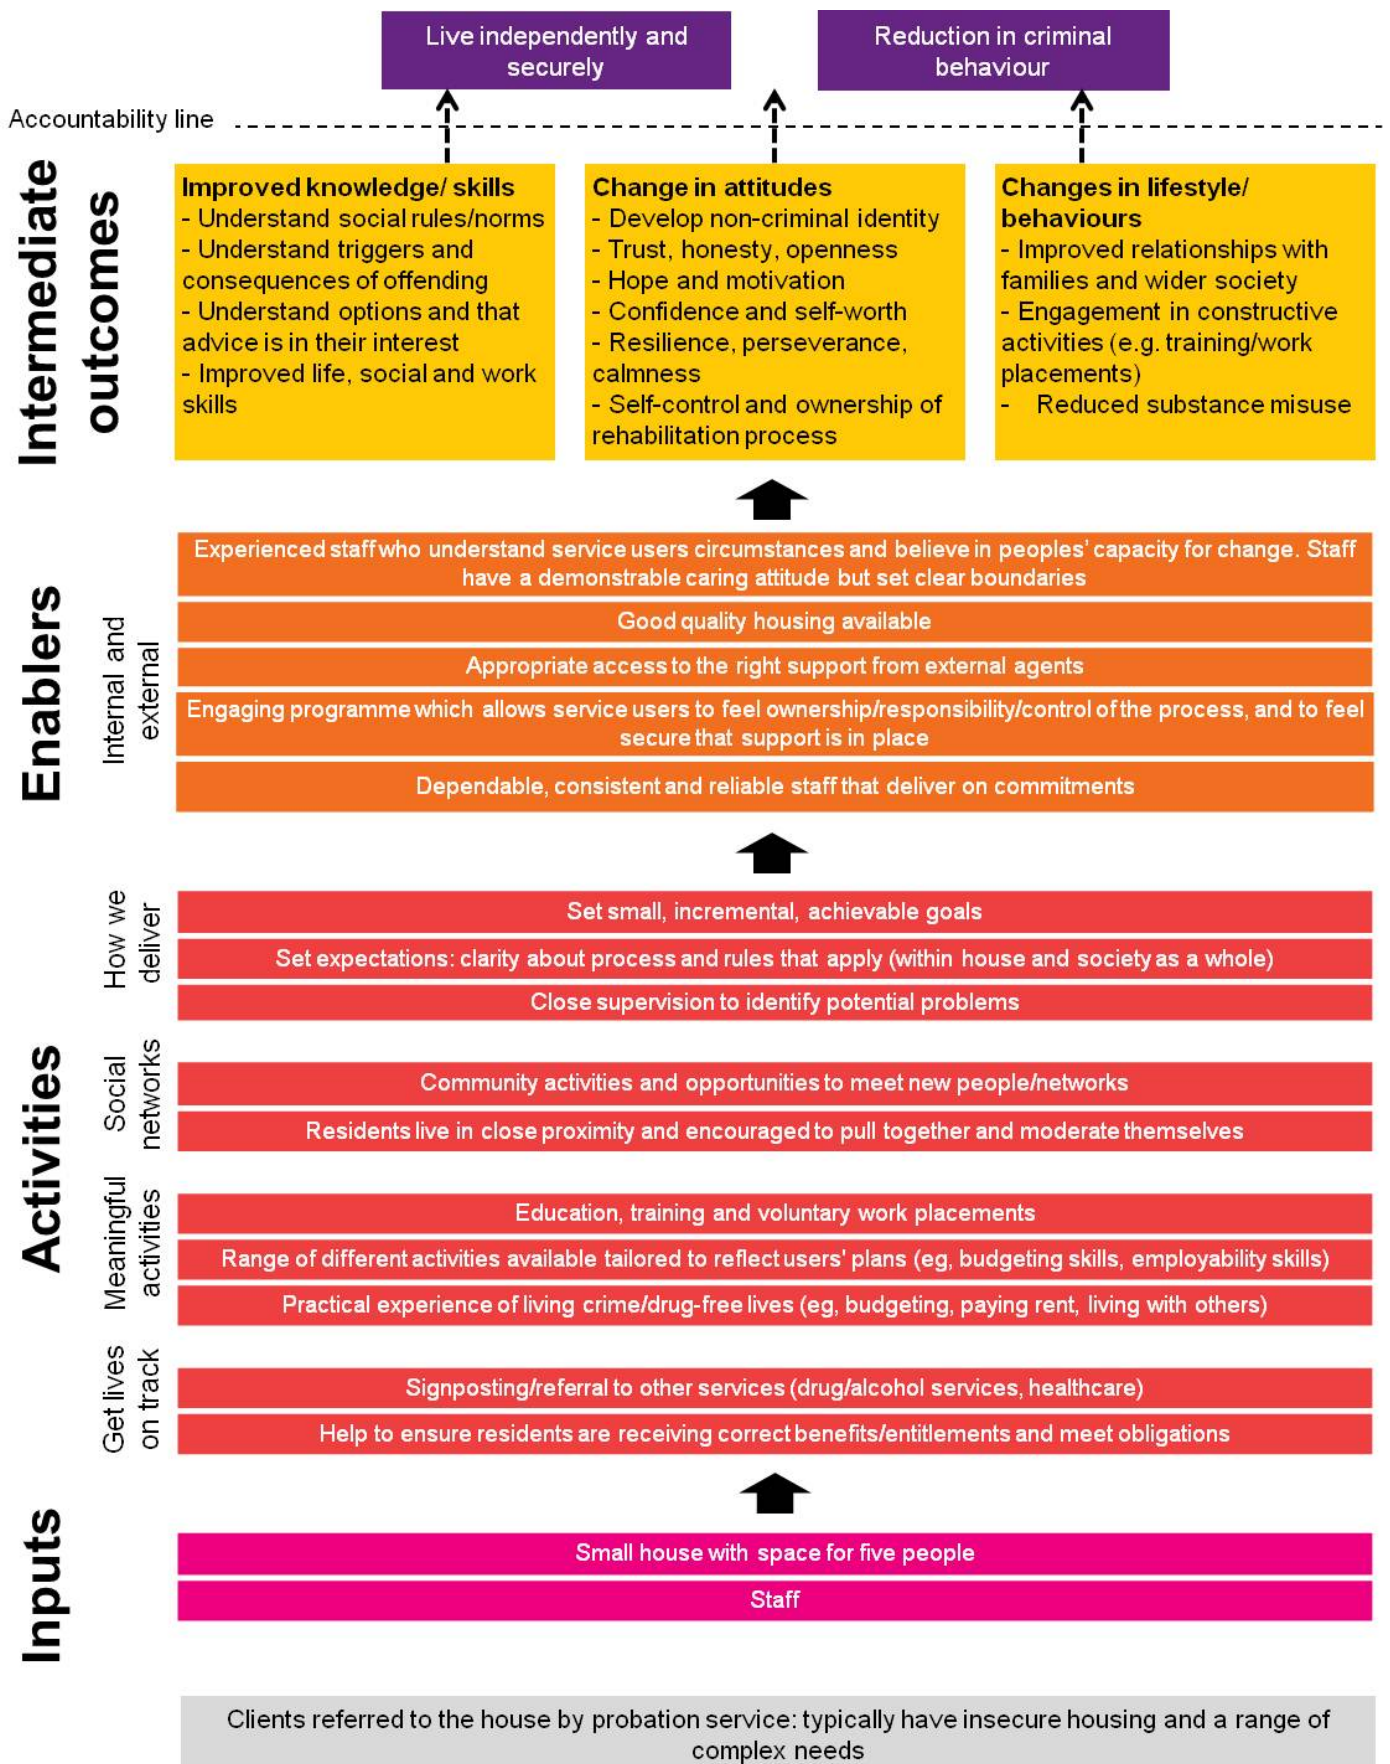 Live independently and
securely
Reduction in criminal
behaviour
Accountability line
Intermediate
outcomes
Improved knowledge/ skills
- Understand social rules/norms
- Understand triggers and
consequences of offending
- Understand options and that
advice is in their interest
- Improved life, social and work
skills
Change in attitudes
- Develop non-criminal identity
- Trust, honesty, openness
- Hope and motivation
- Confidence and self-worth
- Resilience, perseverance,
calmness
- Self-control and ownership of
rehabilitation process
Changes in lifestyle/
behaviours
- Improved relationships with
families and wider society
- Engagement in constructive
activities (e.g. training/work
placements)
- Reduced substance misuse
Enablers
Internal and
external
Experienced staff who understand service users circumstances and believe in peoples' capacity for change. Staff
have a demonstrable caring attitude but set clear boundaries
Good quality housing available
Appropriate access to the right support from external agents
Engaging programme which allows service users to feel ownership/responsibility/control of the process, and to feel
secure that support is in place
Dependable, consistent and reliable staff that deliver on commitments
Activities
How we
deliver
Set small, incremental, achievable goals
Set expectations: clarity about process and rules that apply (within house and society as a whole)
Close supervision to identify potential problems
Social
networks
Community activities and opportunities to meet new people/networks
Residents live in close proximity and encouraged to pull together and moderate themselves
Meaningful
activities
Education, training and voluntary work placements
Range of different activities available tailored to reflect users' plans (eg, budgeting skills, employability skills)
Practical experience of living crime/drug-free lives (eg, budgeting, paying rent, living with others)
Get lives
on track
Signposting/referral to other services (drug/alcohol services, healthcare)
Help to ensure residents are receiving correct benefits/entitlements and meet obligations
Inputs
Small house with space for five people
Staff
Clients referred to the house by probation service: typically have insecure housing and a range of
complex needs